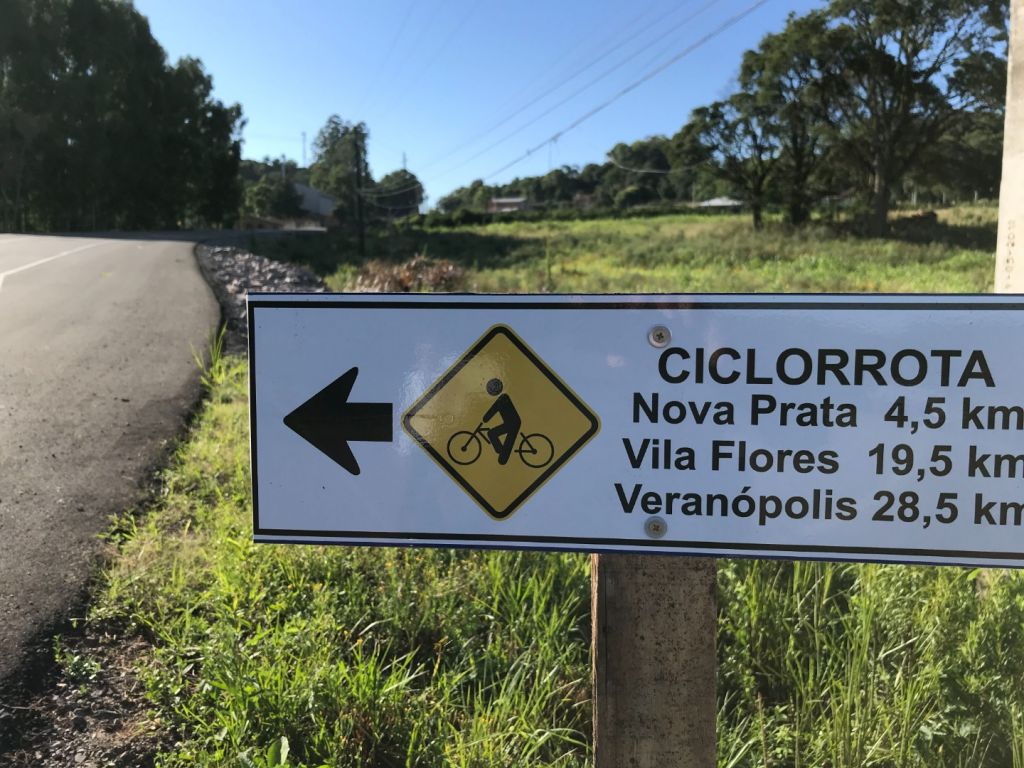 CICLORROTA
Nova Prata 4,5 km
Vila Flores 19,5 km
Veranópolis 28,5 km